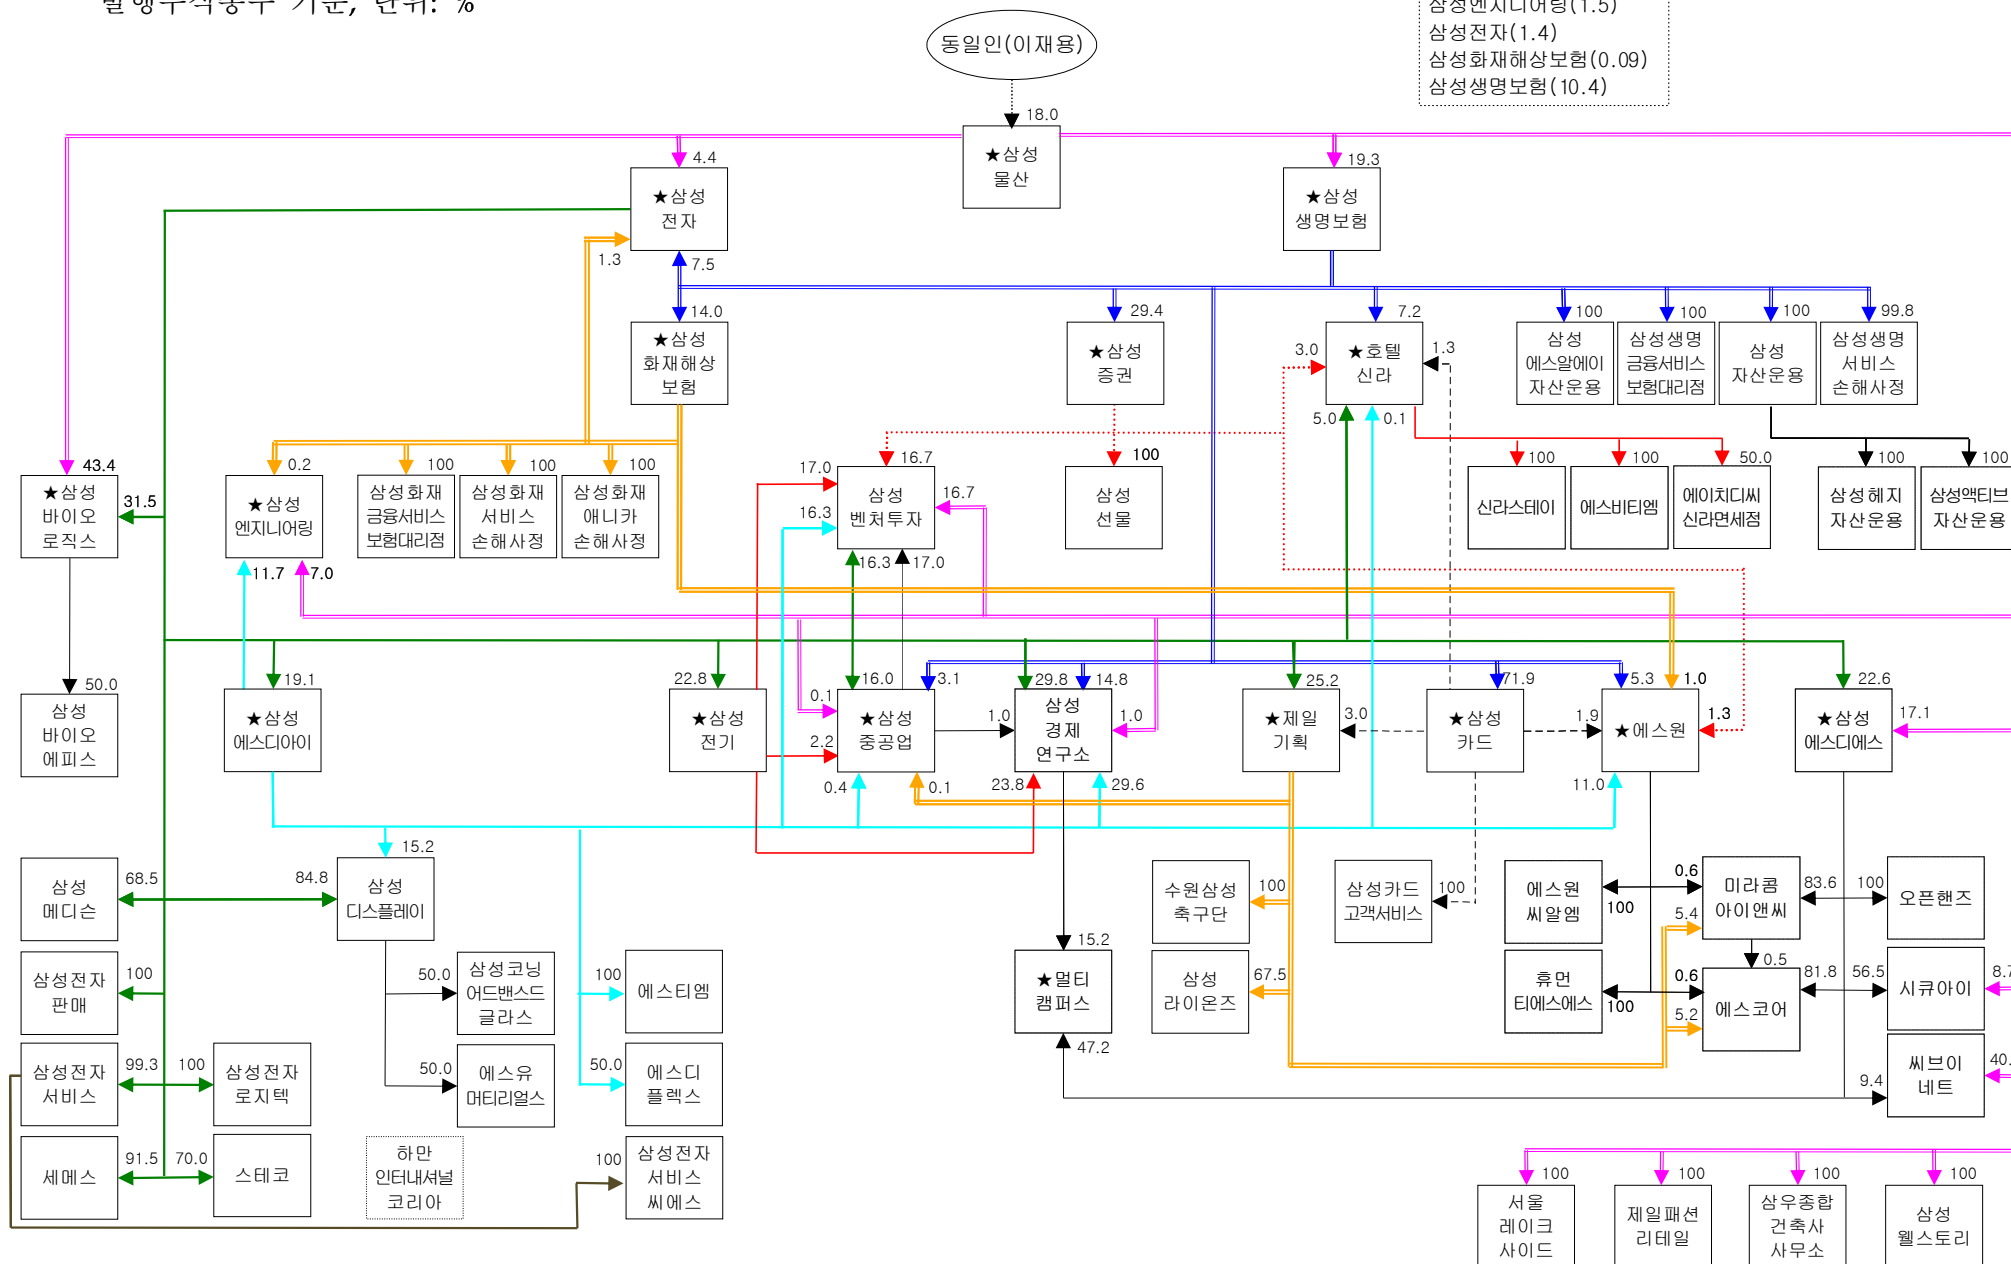 발행주식총수 기준, 단위: %
삼성엔지니어링(1.5)
삼성전자(1.4)
삼성화재해상보험(0.09)
삼성생명보험(10.4)
동일인(이재용)
18.0
★삼성
물산
4.4
★삼성
전자
19.3
★삼성
생명보험
1.3
7.5
14.0
★삼성
화재해상
보험
29.4
★삼성
증권
7.2
3.0
1.3
★호텔
신라
5.0
0.1
100
삼성
에스알에이
자산운용
100
삼성생명
금융서비스
보험대리점
100
삼성
자산운용
99.8
삼성생명
서비스
손해사정
43.4
★삼성
바이오
로직스
31.5
0.2
★삼성
엔지니어링
11.7
7.0
100
삼성화재
금융서비스
보험대리점
100
삼성화재
서비스
손해사정
100
삼성화재
애니카
손해사정
17.0
16.7
16.3
16.7
삼성
벤처투자
16.3
17.0
100
삼성
선물
100
신라스테이
100
에스비티엠
50.0
에이치디씨
신라면세점
100
삼성헤지
자산운용
100
삼성액티브
자산운용
50.0
삼성
바이오
에피스
19.1
★삼성
에스디아이
22.8
★삼성
전기
16.0
3.1
0.1
2.2
★삼성
중공업
0.4
0.1
29.8
14.8
1.0
1.0
삼성
경제
연구소
23.8
29.6
25.2
★제일
기획
3.0
71.9
★삼성
카드
1.9
5.3
1.0
1.3
★에스원
11.0
22.6
★삼성
에스디에스
17.1
68.5
삼성
메디슨
84.8
15.2
삼성
디스플레이
100
삼성전자
판매
50.0
삼성코닝
어드밴스드
글라스
100
에스티엠
99.3
삼성전자
서비스
100
삼성전자
로지텍
50.0
에스유
머티리얼스
50.0
에스디
플렉스
91.5
세메스
70.0
스테코
하만
인터내셔널
코리아
100
삼성전자
서비스
씨에스
15.2
★멀티
캠퍼스
47.2
100
수원삼성
축구단
67.5
삼성
라이온즈
100
삼성카드
고객서비스
에스원
씨알엠
100
0.6
5.4
미라콤
아이앤씨
83.6
100
오픈핸즈
휴먼
티에스에스
100
0.6
5.2
0.5
에스코어
81.8
56.5
시큐아이
8.7
9.4
씨브이
네트
40.
100
서울
레이크
사이드
100
제일패션
리테일
100
삼우종합
건축사
사무소
100
삼성
웰스토리